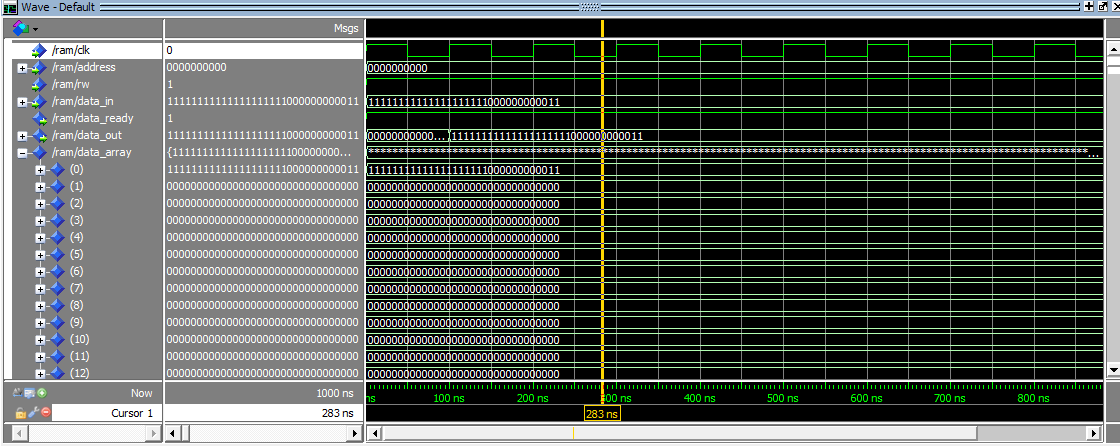 Wave - Default
Msgs
/ram/clk 0
/ram/address 0000000000 0000000000
/ram/rw 1
/ram/data_in 11111111111111111111000000000011 11111111111111111111000000000011
/ram/data_ready 1
/ram/data_out 11111111111111111111000000000011 00000000000... 11111111111111111111000000000011
/ram/data_array {1111111111111111111100000000... ************************************************************************************************************************...
(0) 11111111111111111111000000000011 11111111111111111111000000000011
(1) 00000000000000000000000000000000 00000000000000000000000000000000
(2) 00000000000000000000000000000000 00000000000000000000000000000000
(3) 00000000000000000000000000000000 00000000000000000000000000000000
(4) 00000000000000000000000000000000 00000000000000000000000000000000
(5) 00000000000000000000000000000000 00000000000000000000000000000000
(6) 00000000000000000000000000000000 00000000000000000000000000000000
(7) 00000000000000000000000000000000 00000000000000000000000000000000
(8) 00000000000000000000000000000000 00000000000000000000000000000000
(9) 00000000000000000000000000000000 00000000000000000000000000000000
(10) 00000000000000000000000000000000 00000000000000000000000000000000
(11) 00000000000000000000000000000000 00000000000000000000000000000000
(12) 00000000000000000000000000000000 00000000000000000000000000000000
Now 1000 ns ns 100 ns 200 ns 300 ns 400 ns 500 ns 600 ns 700 ns 800 ns
Cursor 1 283 ns 283 ns